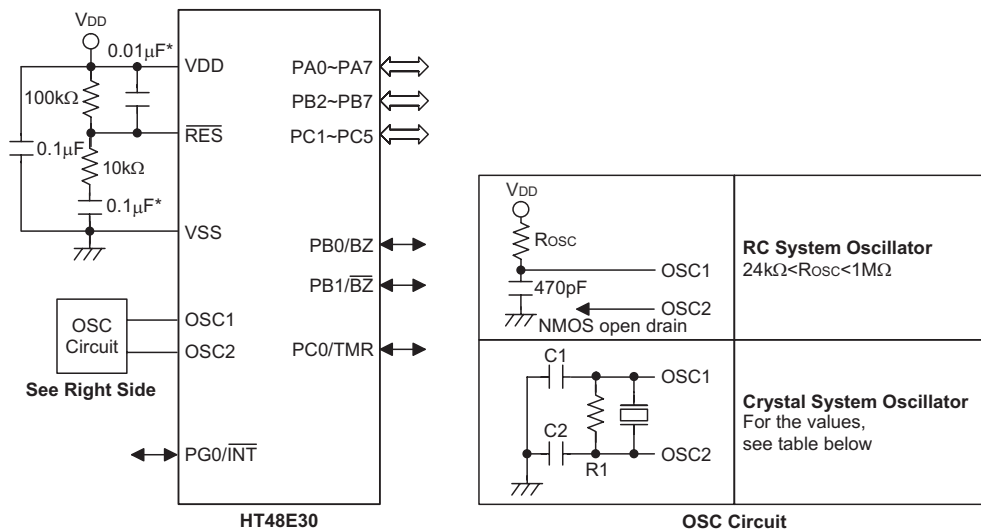 VDD
0.01μF*
VDD
100kΩ
RES
0.1μF
10kΩ
0.1μF*
VSS
OSC
Circuit
OSC1
OSC2
See Right Side
PG0/INT
PA0~PA7
PB2~PB7
PC1~PC5
PB0/BZ
PB1/BZ
PC0/TMR
HT48E30
VDD
ROSC
OSC1
470pF
OSC2
NMOS open drain
RC System Oscillator
24kΩ<ROSC<1MΩ
C1
OSC1
C2
R1
OSC2
Crystal System Oscillator
For the values,
see table below
OSC Circuit